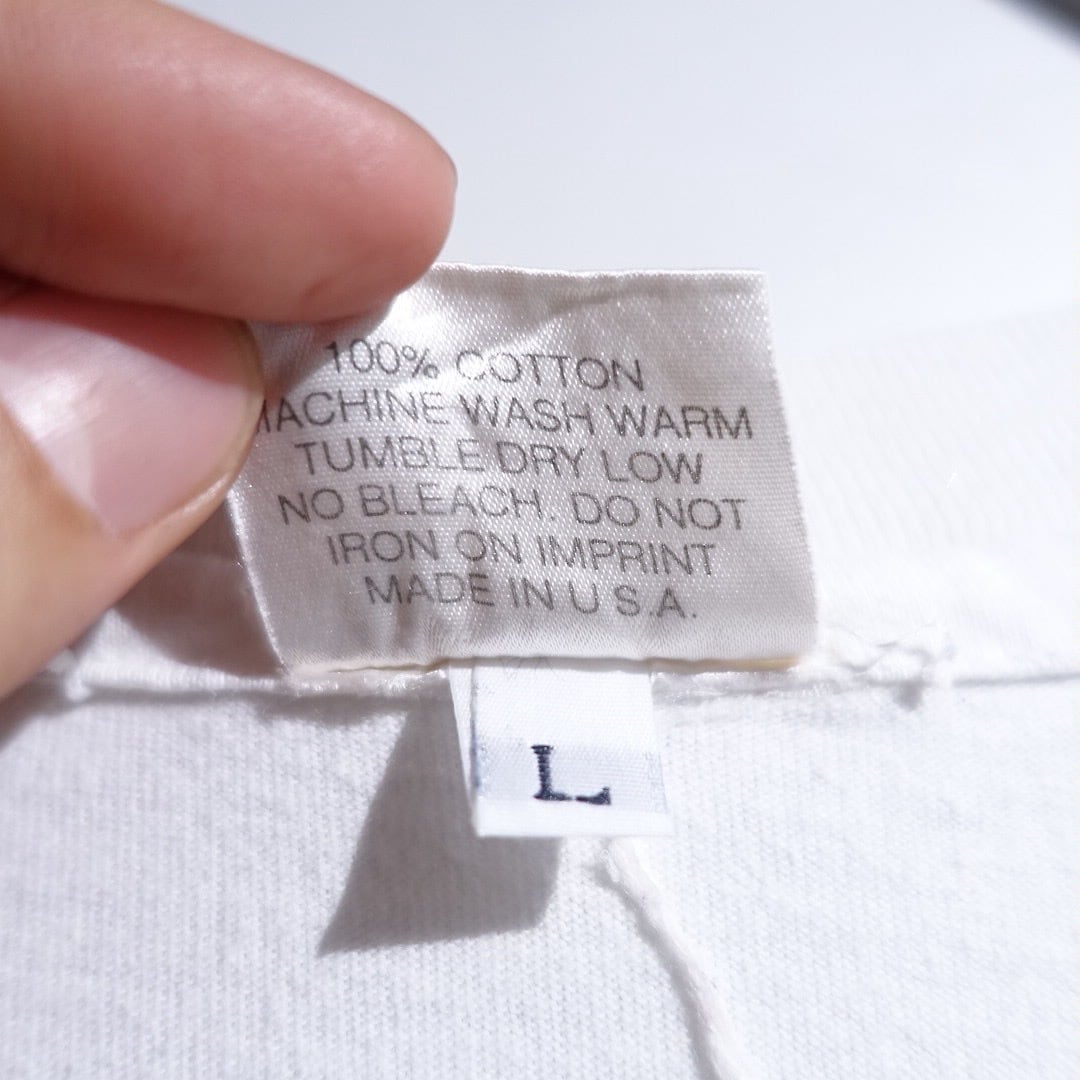 100% COTTON
MACHINE WASH WARM
TUMBLE DRY LOW
NO BLEACH. DO NOT
IRON ON IMPRINT
MADE IN U S.A.
L